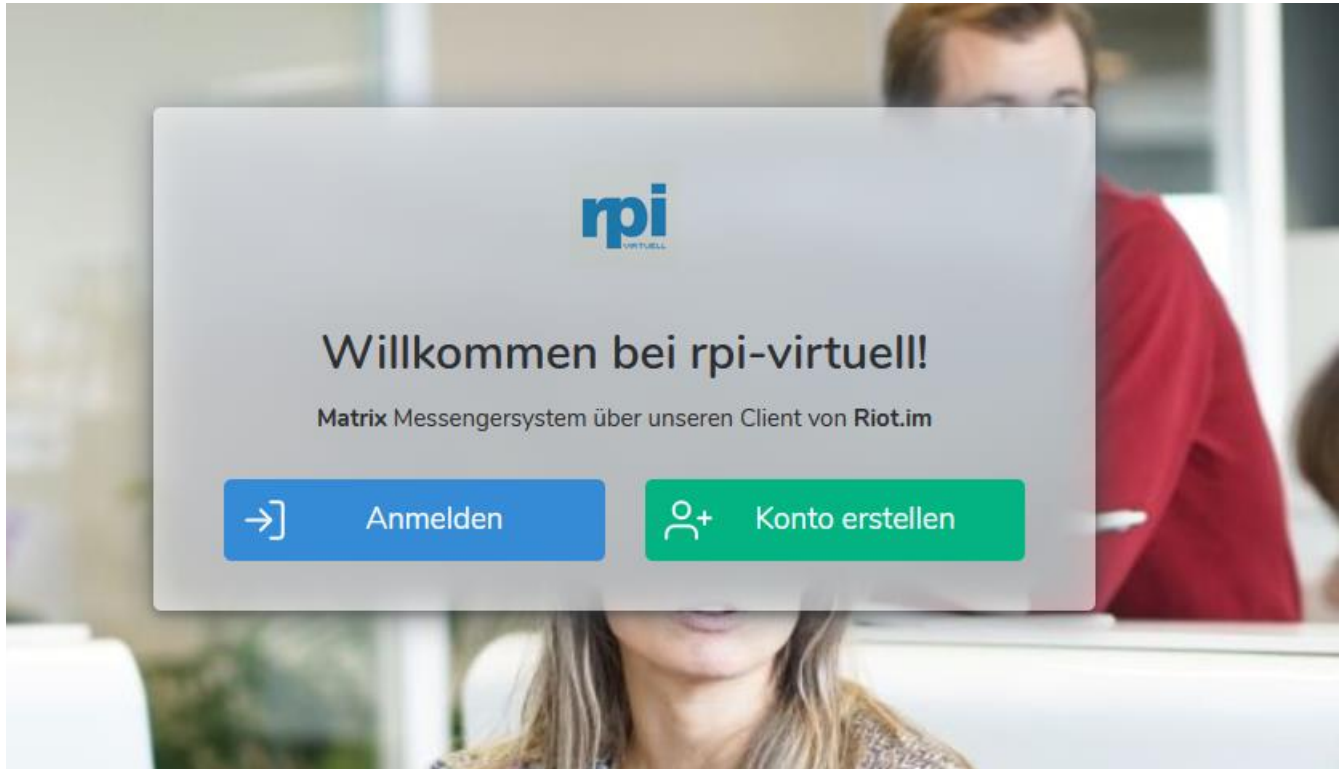 rpi
VIRTUELL
Willkommen bei rpi-virtuell!
Matrix Messengersystem über unseren Client von Riot.im
Anmelden
Konto erstellen